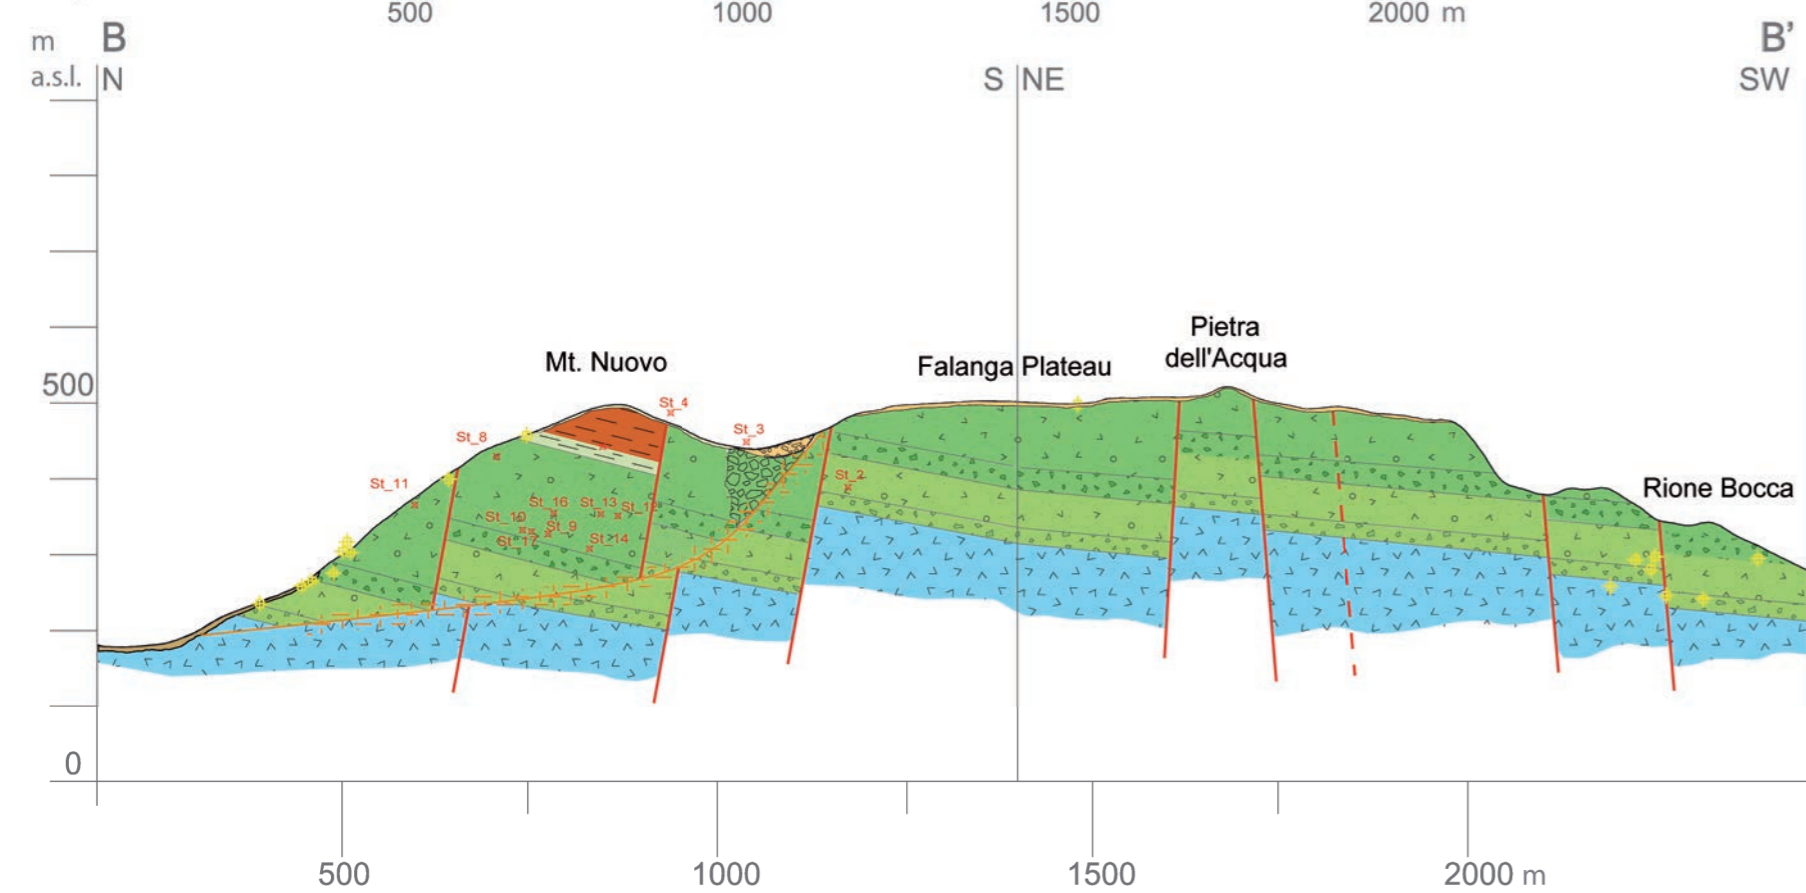 500 1000 1500 2000 m
m B B'
a.s.l. N S NE SW
Pietra
dell'Acqua
Mt. Nuovo Falanga Plateau
500
St_4
St_3
St_8
St_2
St_11
Rione Bocca
St_16 St_13 St_12
St_10 St_9
St_17 St_14
0
500 1000 1500 2000 m